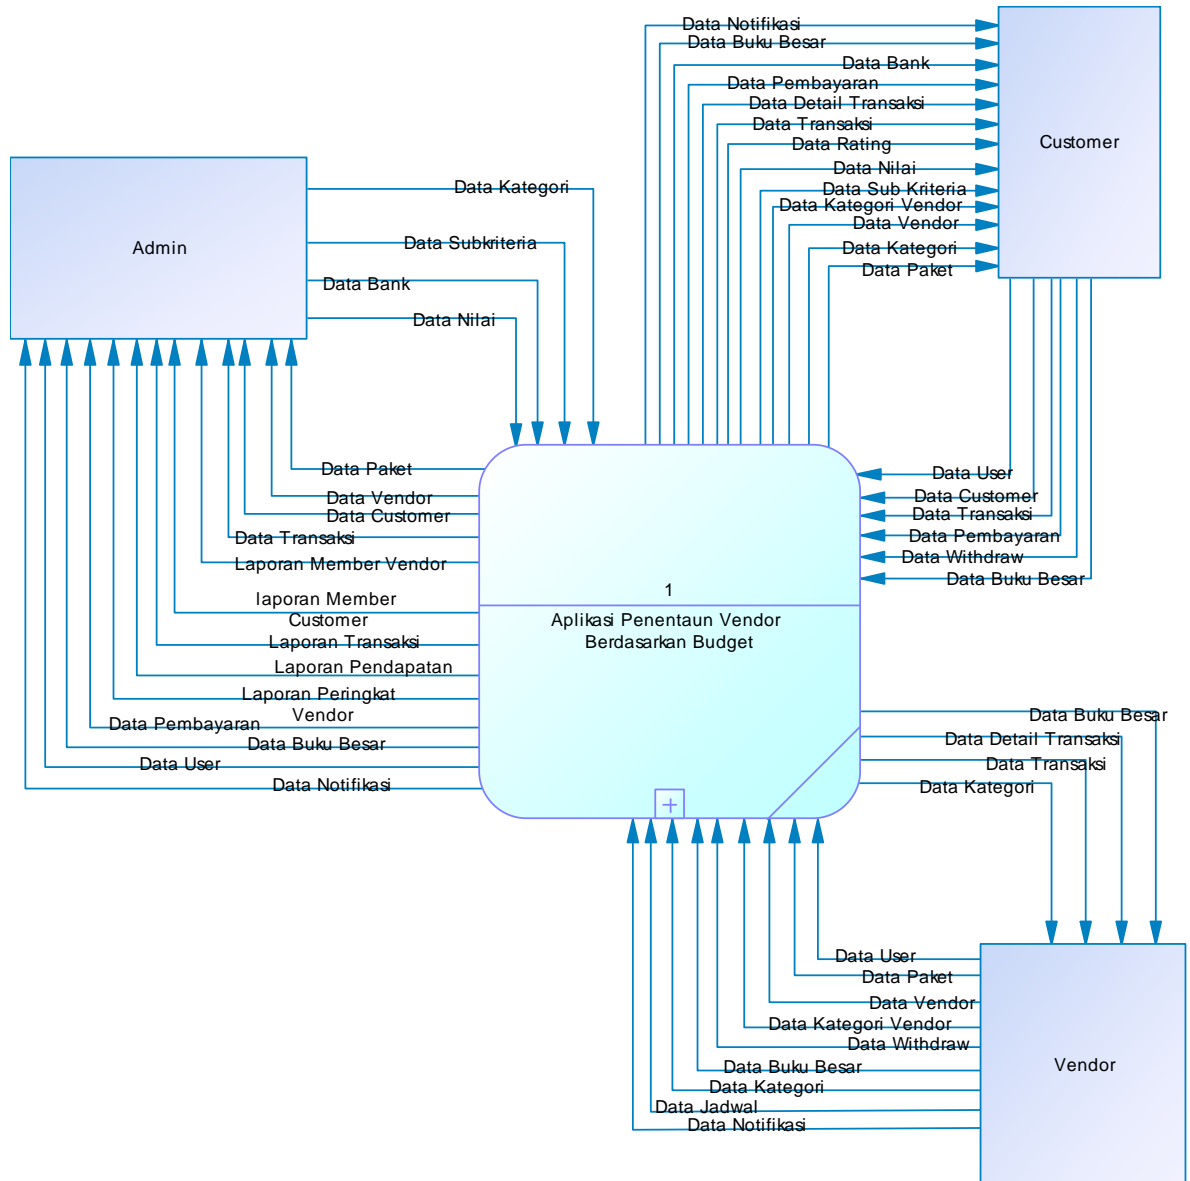 Data Notifikasi
Data Buku Besar
Data Bank
Data Pembayaran
Data Detail Transaksi
Data Transaksi
Data Rating
Data Nilai
Data Sub Kriteria
Data Kategori Vendor
Data Vendor
Data Kategori
Data Paket
Customer
Admin
Data Kategori
Data Subkriteria
Data Bank
Data Nilai
Data Paket
Data Vendor
Data Customer
Data Transaksi
Laporan Member Vendor
laporan Member
Customer
Laporan Transaksi
Laporan Pendapatan
Laporan Peringkat
Vendor
Data Pembayaran
Data Buku Besar
Data User
Data Notifikasi
1
Aplikasi Penentaun Vendor
Berdasarkan Budget
+
Data User
Data Customer
Data Transaksi
Data Pembayaran
Data Withdraw
Data Buku Besar
Data Buku Besar
Data Detail Transaksi
Data Transaksi
Data Kategori
Data User
Data Paket
Data Vendor
Data Kategori Vendor
Data Withdraw
Data Buku Besar
Data Kategori
Data Jadwal
Data Notifikasi
Vendor